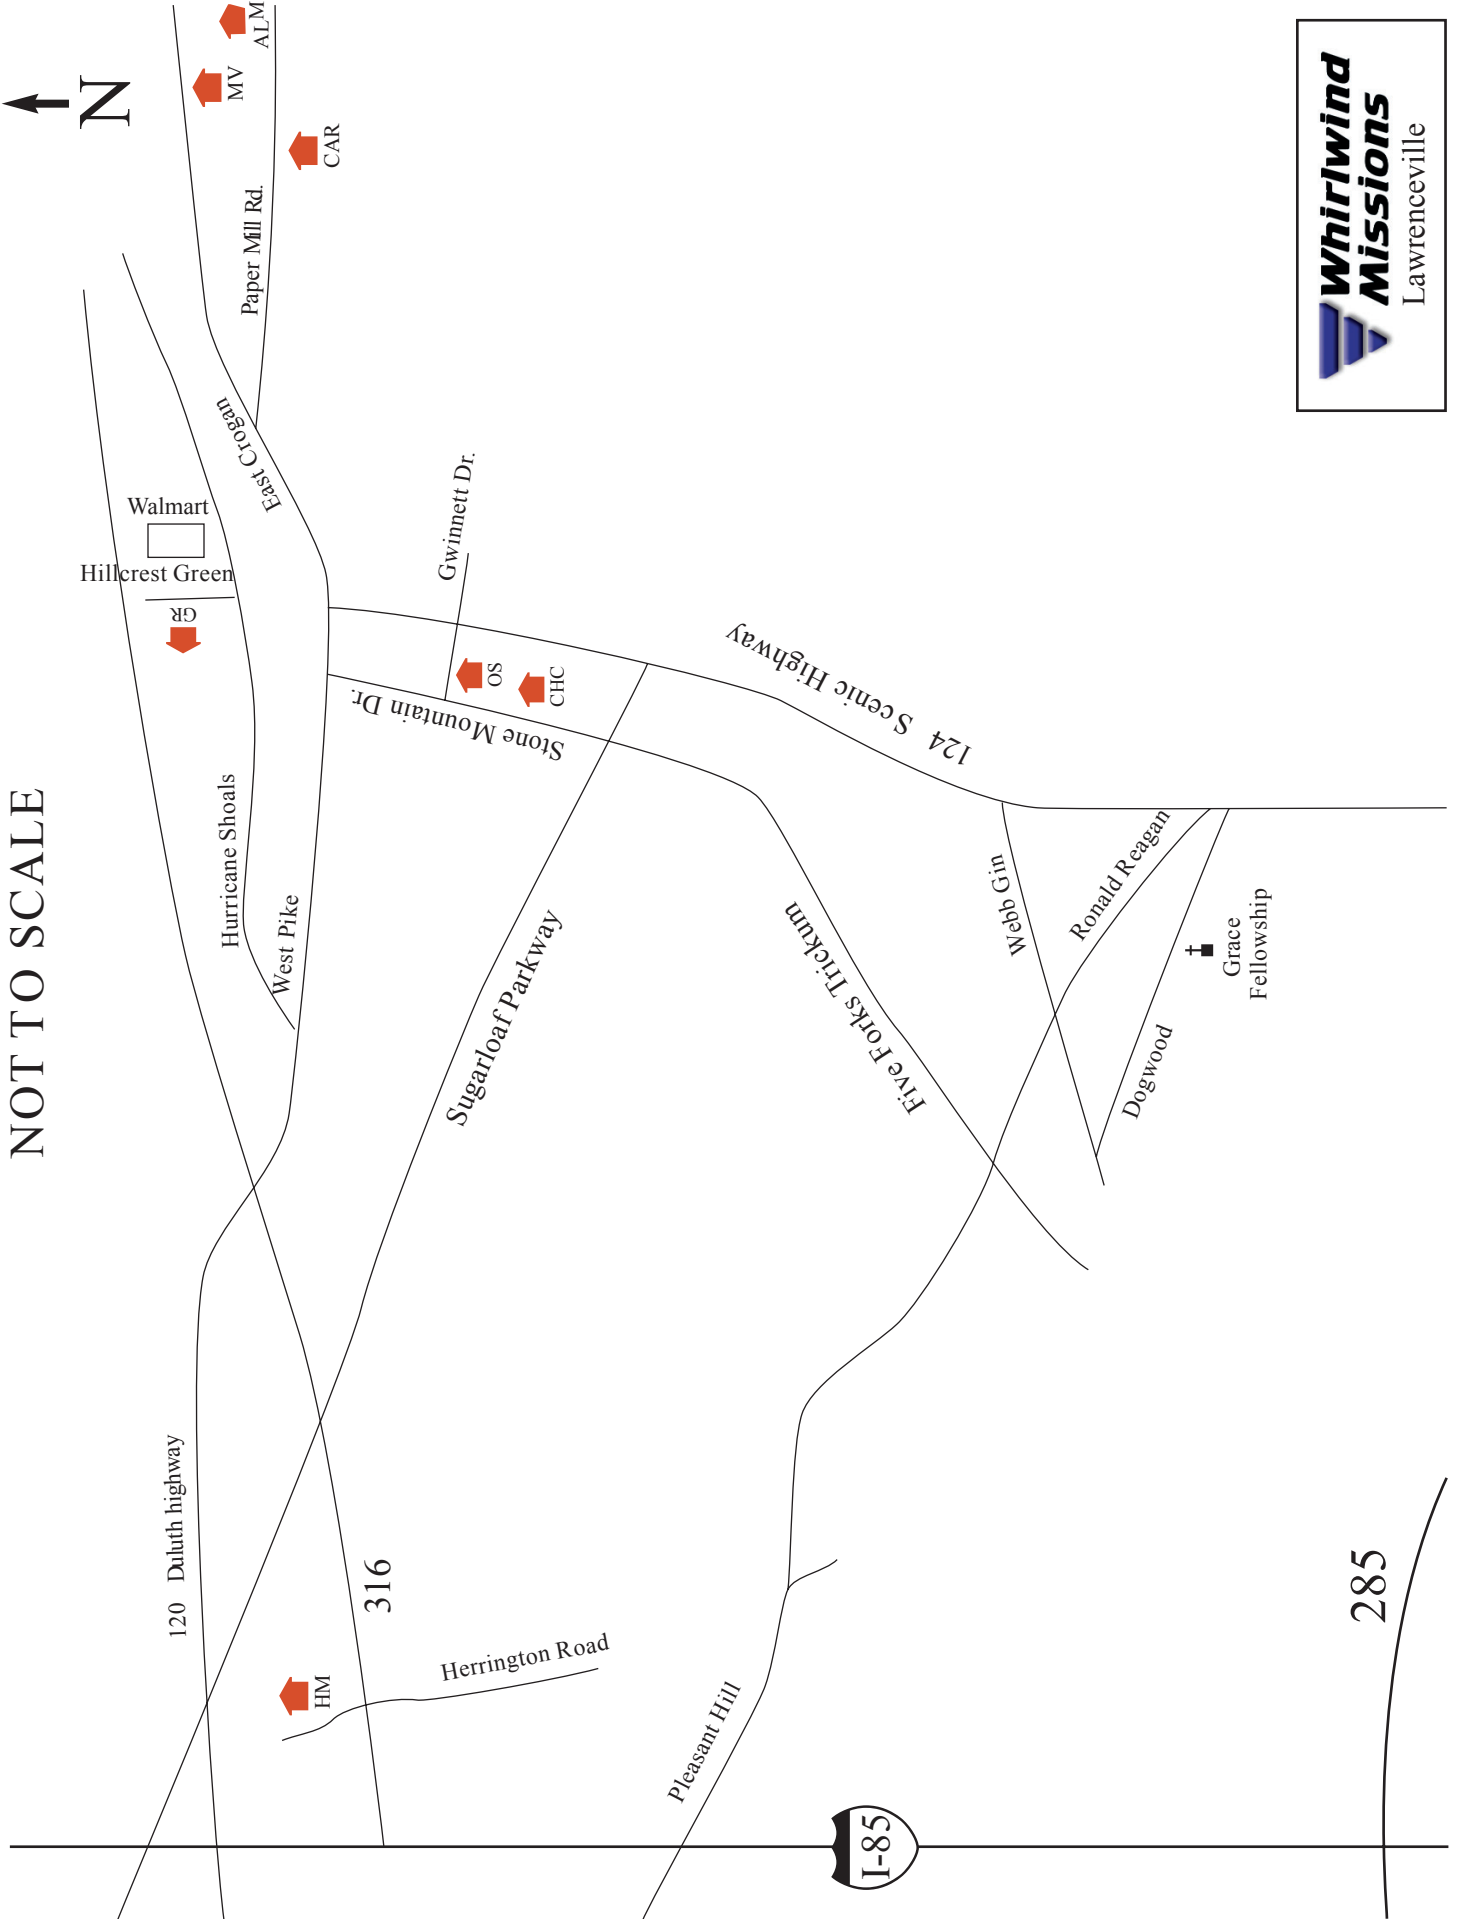 NOT TO SCALE
N
ALM
MV
CAR
Paper Mill Rd.
East Crogan
Walmart
Hillcrest Green
GR
Gwinnett Dr.
OS
CHC
Stone Mountain Dr.
124 Scenic Highway
Hurricane Shoals
West Pike
Sugarloaf Parkway
Five Forks Trickum
Webb Gin
Ronald Reagan
Dogwood
Grace
Fellowship
120 Duluth highway
316
HM
Herrington Road
Pleasant Hill
I-85
285
Whirlwind
Missions
Lawrenceville